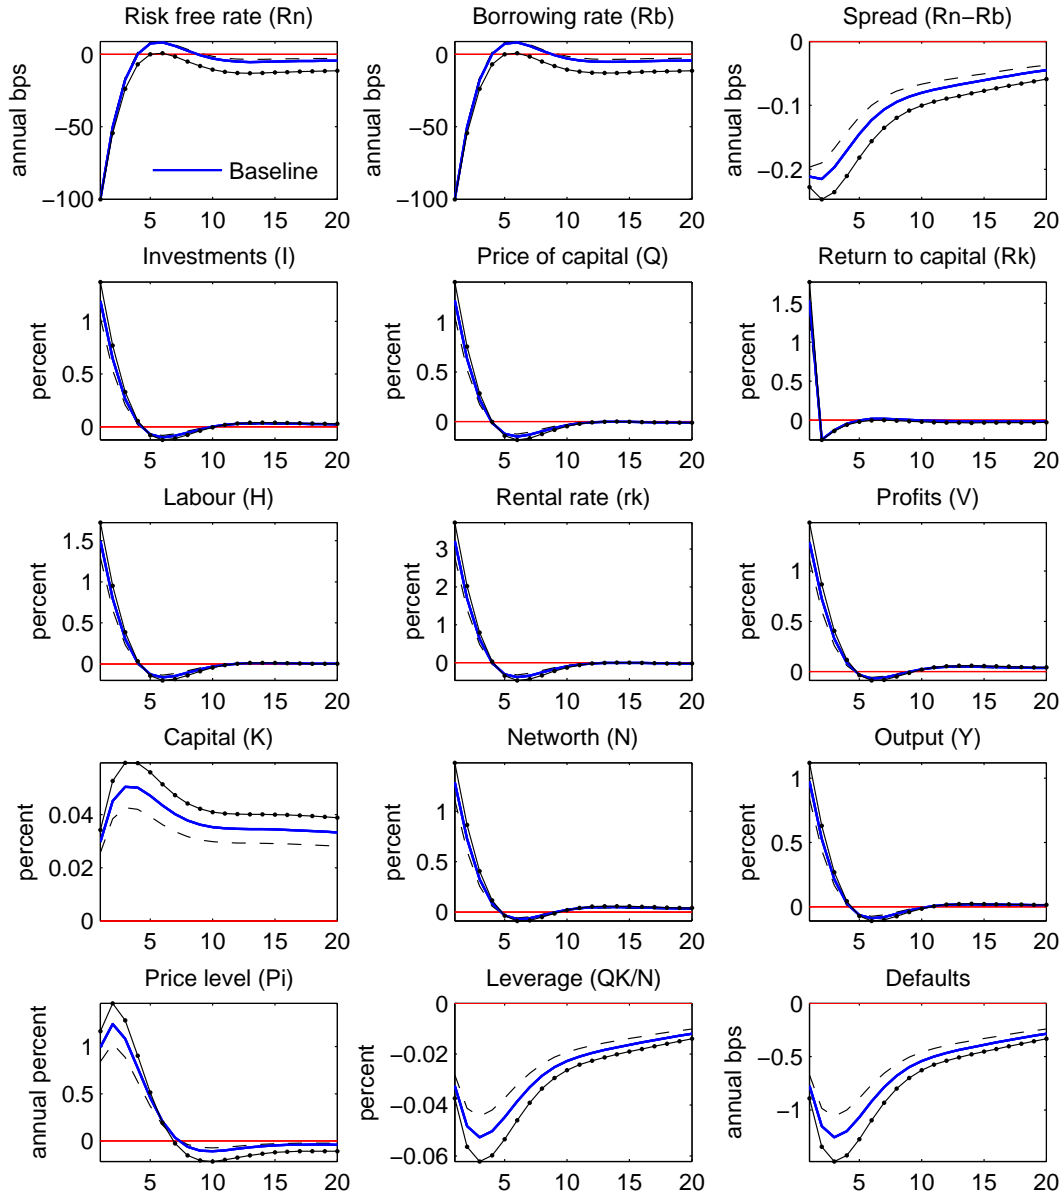 Risk free rate (Rn)
annual bps
0
−50
−100
Baseline
5 10 15 20
Borrowing rate (Rb)
annual bps
0
−50
−100
5 10 15 20
Spread (Rn−Rb)
annual bps
0
−0.1
−0.2
5 10 15 20
Investments (I)
percent
1
0.5
0
5 10 15 20
Price of capital (Q)
percent
1
0.5
0
5 10 15 20
Return to capital (Rk)
percent
1.5
1
0.5
0
5 10 15 20
Labour (H)
percent
1.5
1
0.5
0
5 10 15 20
Rental rate (rk)
percent
3
2
1
0
5 10 15 20
Profits (V)
percent
1
0.5
0
5 10 15 20
Capital (K)
percent
0.04
0.02
0
5 10 15 20
Networth (N)
percent
1
0.5
0
5 10 15 20
Output (Y)
percent
1
0.5
0
5 10 15 20
Price level (Pi)
annual percent
1
0.5
0
5 10 15 20
Leverage (QK/N)
percent
0
−0.02
−0.04
−0.06
5 10 15 20
Defaults
annual bps
0
−0.5
−1
5 10 15 20